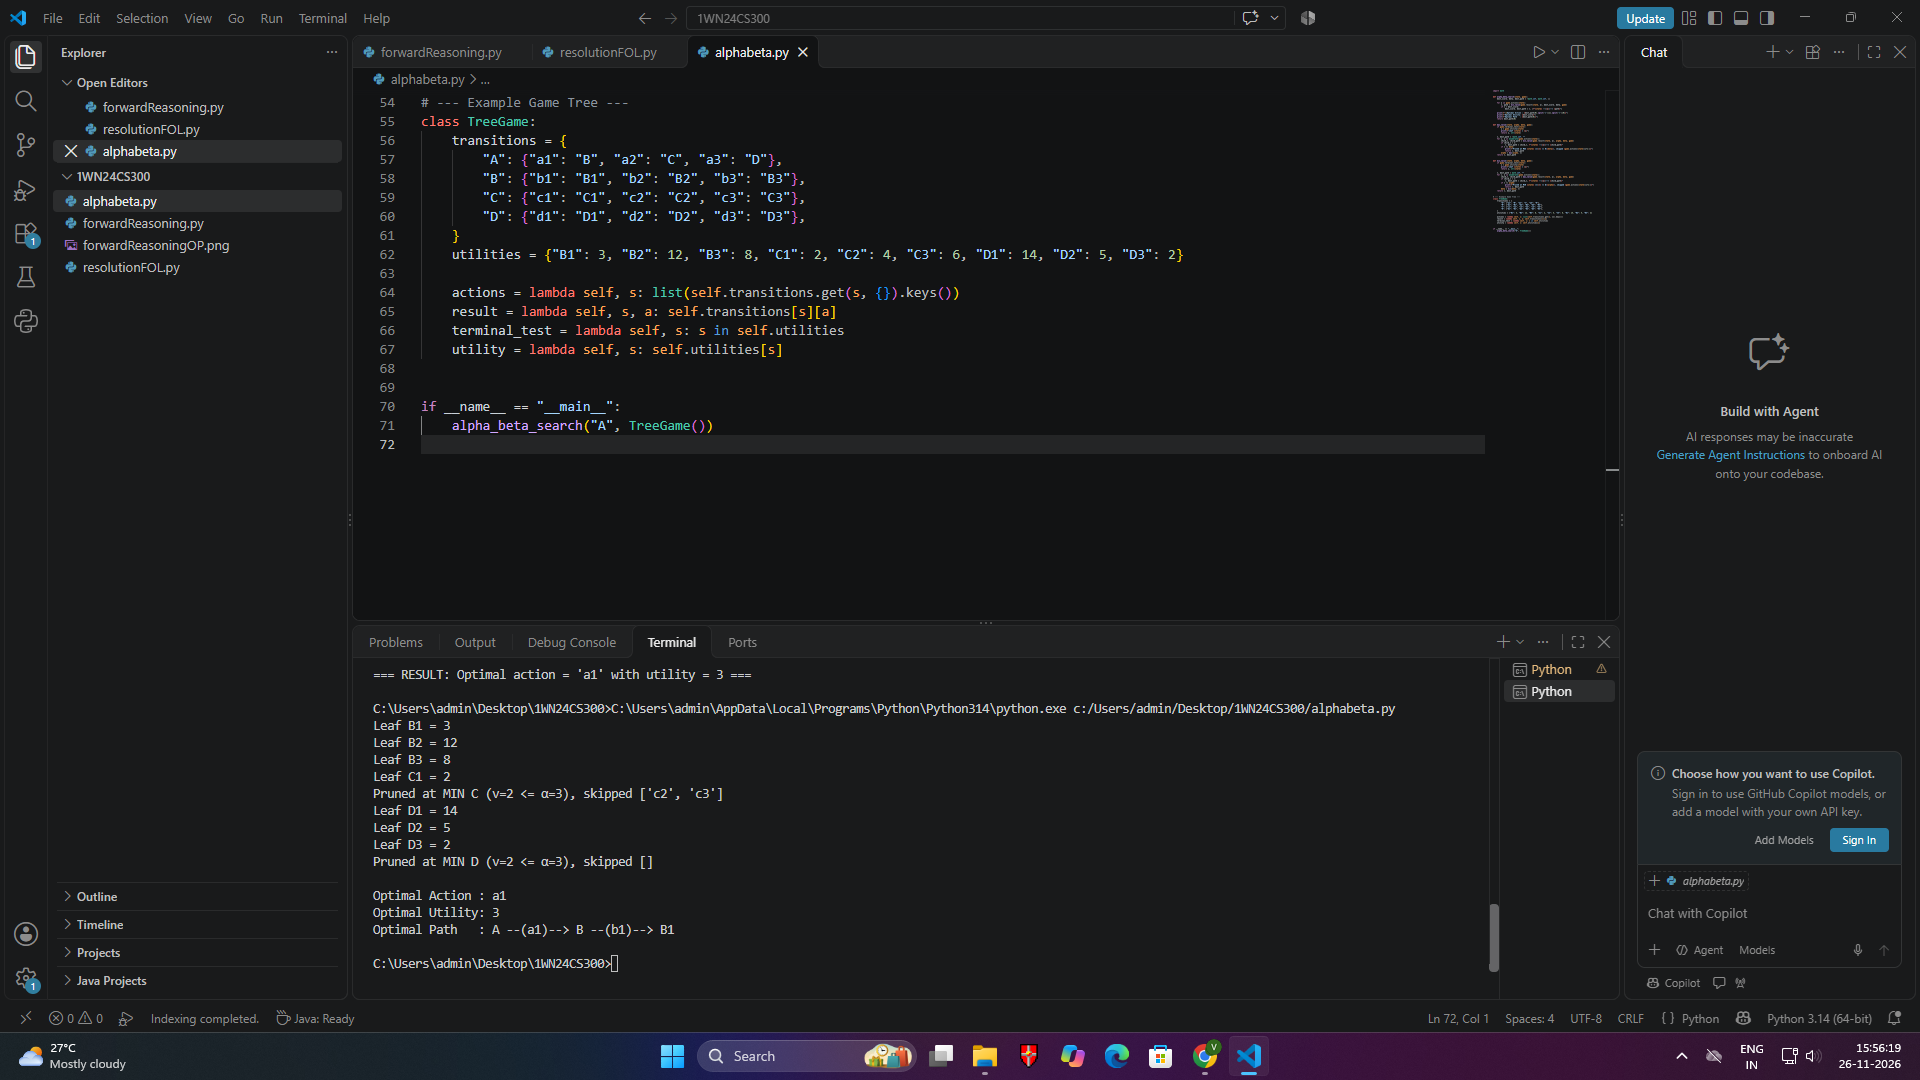 File Edit Selection View Go Run Terminal Help
1WN24CS300
Update
Explorer
Open Editors
forwardReasoning.py
resolutionFOL.py
alphabeta.py
1WN24CS300
alphabeta.py
forwardReasoning.py
forwardReasoningOP.png
resolutionFOL.py
Outline
Timeline
Projects
Java Projects
1
1
forwardReasoning.py resolutionFOL.py alphabeta.py
alphabeta.py > ...
54 # --- Example Game Tree ---
55 class TreeGame:
56 transitions = {
57 "A": {"a1": "B", "a2": "C", "a3": "D"},
58 "B": {"b1": "B1", "b2": "B2", "b3": "B3"},
59 "C": {"c1": "C1", "c2": "C2", "c3": "C3"},
60 "D": {"d1": "D1", "d2": "D2", "d3": "D3"},
61 }
62 utilities = {"B1": 3, "B2": 12, "B3": 8, "C1": 2, "C2": 4, "C3": 6, "D1": 14, "D2": 5, "D3": 2}
63
64 actions = lambda self, s: list(self.transitions.get(s, {}).keys())
65 result = lambda self, s, a: self.transitions[s][a]
66 terminal_test = lambda self, s: s in self.utilities
67 utility = lambda self, s: self.utilities[s]
68
69
70 if __name__ == "__main__":
71 alpha_beta_search("A", TreeGame())
72
Problems Output Debug Console Terminal Ports
=== RESULT: Optimal action = 'a1' with utility = 3 ===
C:\Users\admin\Desktop\1WN24CS300>C:\Users\admin\AppData\Local\Programs\Python\Python314\python.exe c:/Users/admin/Desktop/1WN24CS300/alphabeta.py
Leaf B1 = 3
Leaf B2 = 12
Leaf B3 = 8
Leaf C1 = 2
Pruned at MIN C (v=2 <= α=3), skipped ['c2', 'c3']
Leaf D1 = 14
Leaf D2 = 5
Leaf D3 = 2
Pruned at MIN D (v=2 <= α=3), skipped []
Optimal Action : a1
Optimal Utility: 3
Optimal Path   : A --(a1)--> B --(b1)--> B1
C:\Users\admin\Desktop\1WN24CS300>
Python
Python
Chat
Build with Agent
AI responses may be inaccurate
Generate Agent Instructions to onboard AI
onto your codebase.
Choose how you want to use Copilot.
Sign in to use GitHub Copilot models, or
add a model with your own API key.
Add Models Sign In
alphabeta.py
Chat with Copilot
Agent Models
Copilot
0 0 Indexing completed. Java: Ready
Ln 72, Col 1 Spaces: 4 UTF-8 CRLF { } Python Python 3.14 (64-bit)
27°C
Mostly cloudy
Search
V
ENG
IN
15:56:19
26-11-2026